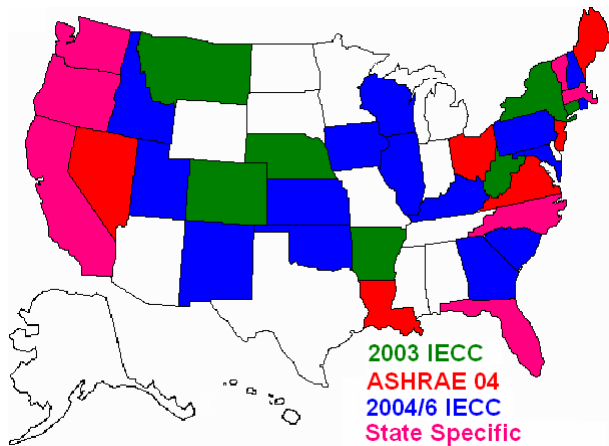 2003 IECC
ASHRAE 04
2004/6 IECC
State Specific